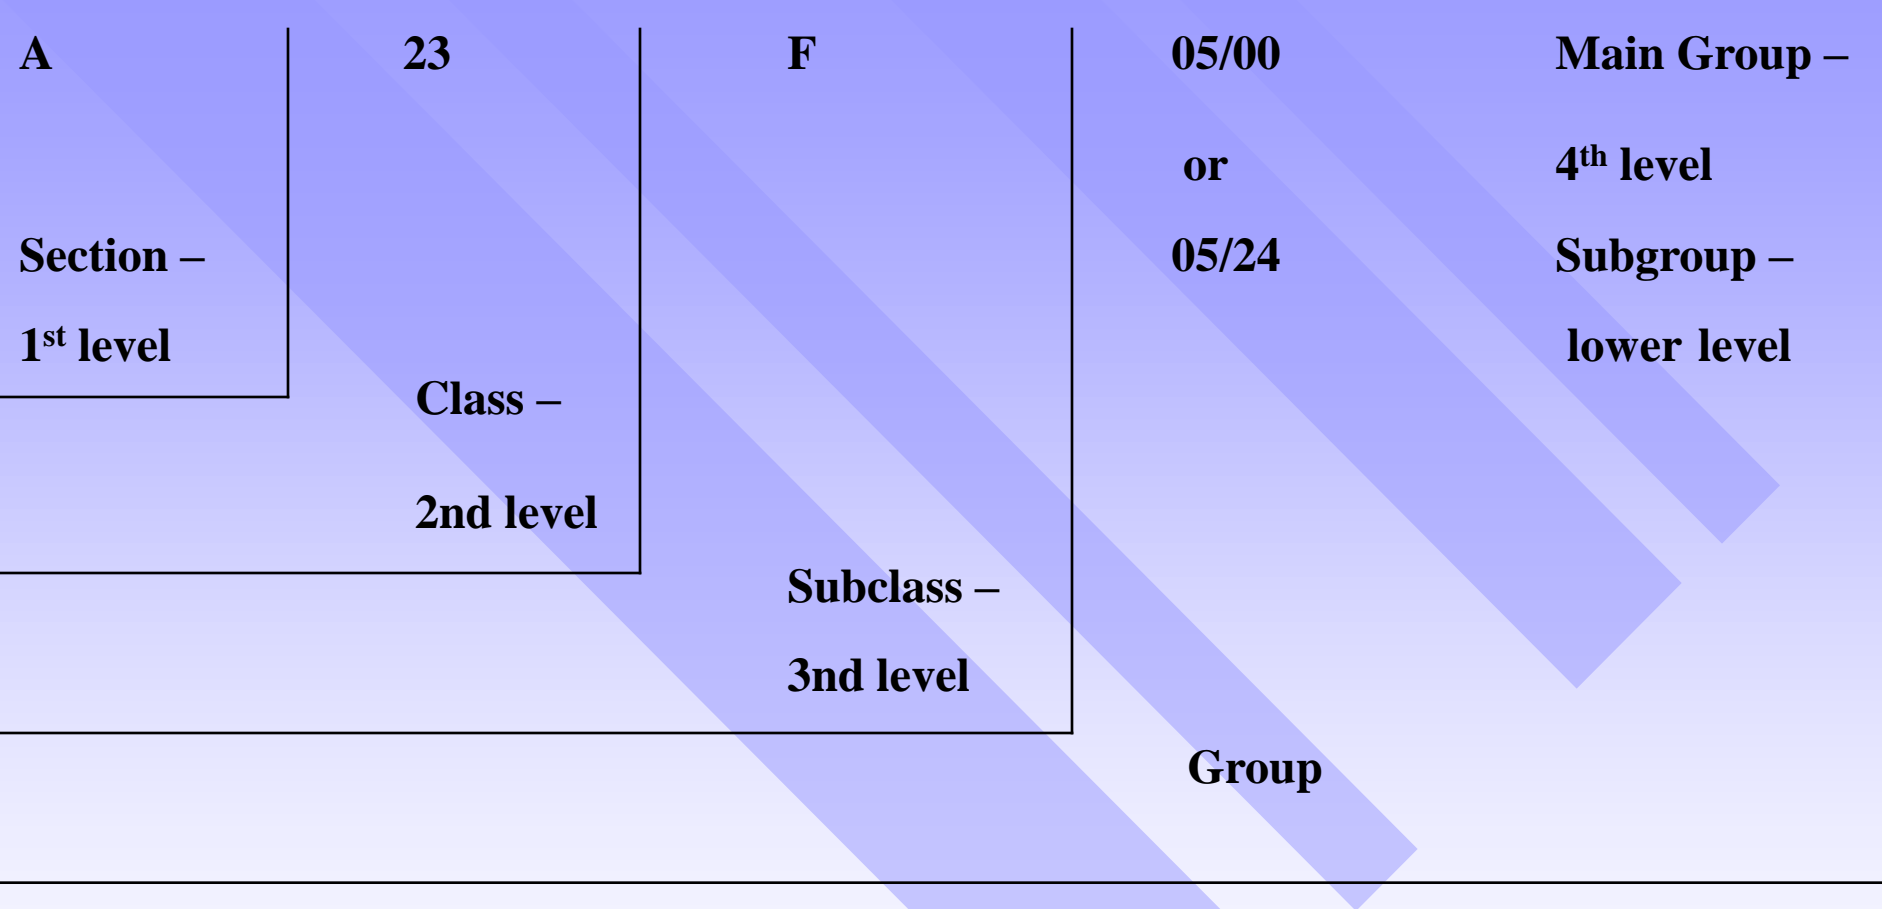 A 23 F 05/00 Main Group –
or 4th level
Section – 05/24 Subgroup –
1st level lower level
Class –
2nd level
Subclass –
3nd level
Group